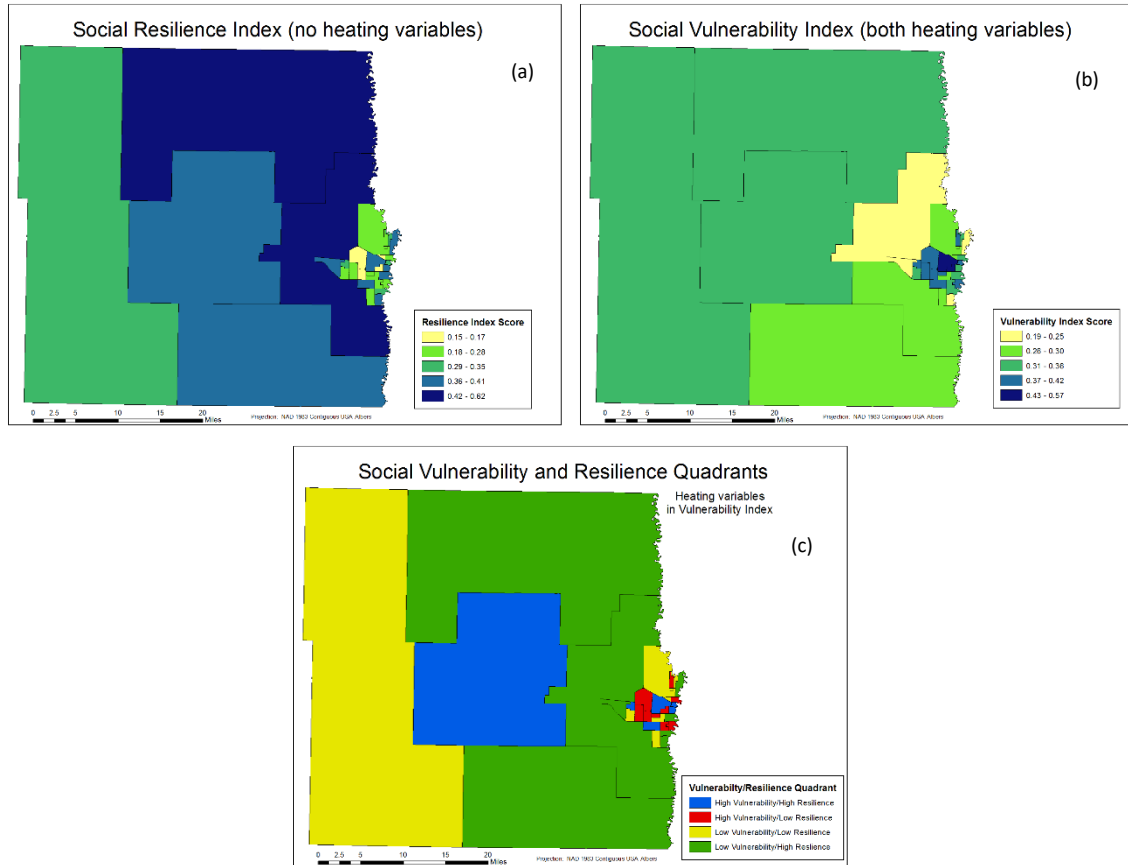 Social Resilience Index (no heating variables)
(a)
Resilience Index Score
0.15 - 0.17
0.18 - 0.28
0.29 - 0.35
0.36 - 0.41
0.42 - 0.62
0 2.5 5 10 15 20
Miles
Projection: NAD 1983 Contiguous USA Albers
Social Vulnerability Index (both heating variables)
(b)
Vulnerability Index Score
0.19 - 0.25
0.26 - 0.30
0.31 - 0.36
0.37 - 0.42
0.43 - 0.57
0 2.5 5 10 15 20
Miles
Projection: NAD 1983 Contiguous USA Albers
Social Vulnerability and Resilience Quadrants
Heating variables
in Vulnerability Index
(c)
Vulnerabilty/Resilience Quadrant
High Vulnerability/High Resilience
High Vulnerability/Low Resilience
Low Vulnerability/Low Resilience
Low Vulnerability/High Resilience
0 2.5 5 10 15 20
Miles
Projection: NAD 1983 Contiguous USA Albers